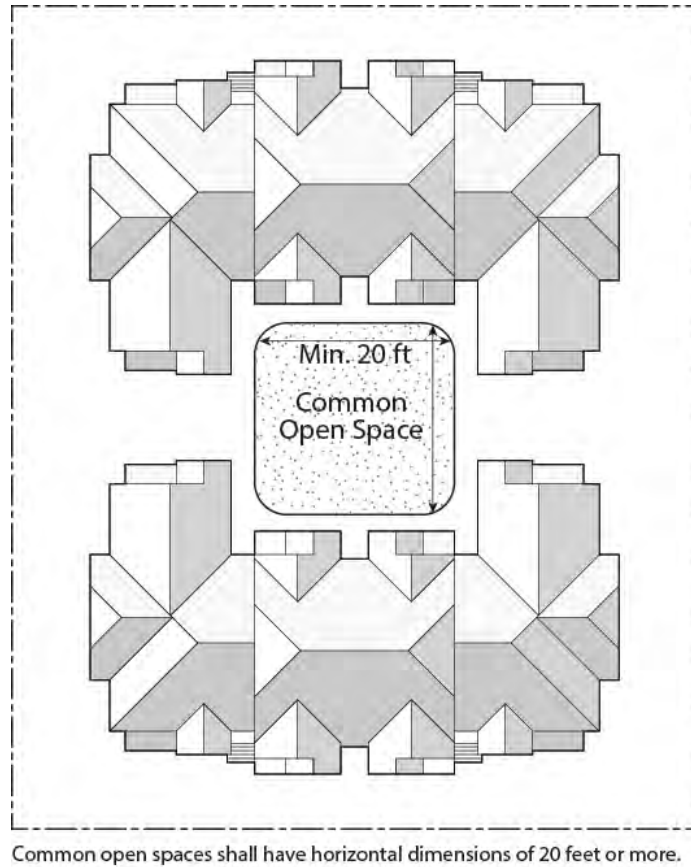 Min. 20 ft
Common
Open Space
Common open spaces shall have horizontal dimensions of 20 feet or more.